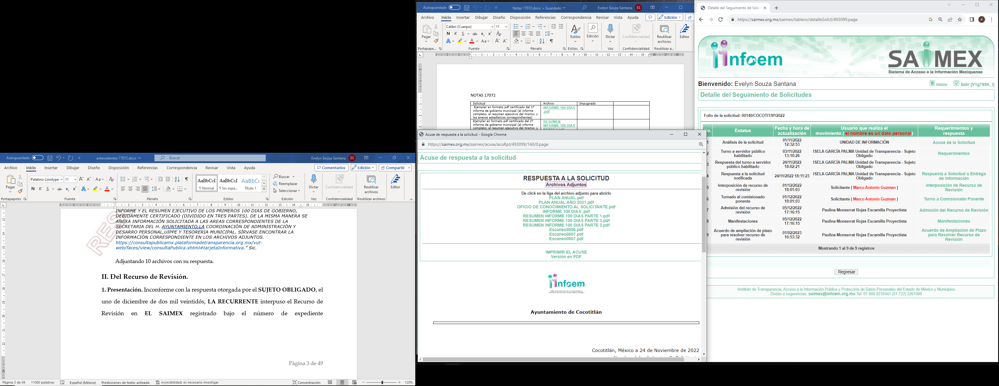 Autoguardado
antecedentes 17072.docx
Buscar
Evelyn Souza Santana
ES
Archivo Inicio Insertar Dibujar Diseño Disposición Referencias Correspondencia Revisar Vista Ayuda
Comentarios Edición Compartir
Pegar
Palatino Linotype 11
N K S ab x₂ x² A A
Aa
AaBbCcI AaBbCcI AaBbCc
¶ Normal ¶ Sin espa... Título 1
Buscar
Reemplazar
Seleccionar
Dictar
Confidencialidad
Reutilizar archivos
Editor
Portapapeles Fuente Párrafo Estilos Edición Voz Confidencialidad Reutilizar archivos
INFORME Y EL RESUMEN EJECUTIVO DE LOS PRIMEROS 100 DIAS DE GOBIERNO,
DEBIDAMENTE CERTIFICADO (DIVIDIDO EN TRES PARTES). DE LA MISMA MANERA SE
ANEXA INFORMACIÓN SOLICITADA A LAS AREAS CORRESPONDIENTES DE LA
SECRETARIA DEL H. AYUNTAMIENTO,LA COORDINACIÒN DE ADMINISTRACIÒN Y
DESARRO PERSONAL,UIPPE Y TESORERIA MUNICIPAL. SÍRVASE ENCONTRAR LA
INFORMACIÒN CORRESPONDIENTE EN LOS ARCHIVOS ADJUNTOS.
https://consultapublicamx.plataformadetransparencia.org.mx/vut-
web/faces/view/consultaPublica.xhtml#tarjetaInformativa.” Sic.
RES
Adjuntando 10 archivos con su respuesta.
II. Del Recurso de Revisión.
1. Presentación. Inconforme con la respuesta otorgada por el SUJETO OBLIGADO, el
uno de diciembre de dos mil veintidós, LA RECURRENTE interpuso el Recurso de
Revisión en EL SAIMEX registrado bajo el número de expediente
Página 3 de 49
Página 3 de 49 11060 palabras Español (México) Predicciones de texto: activado Accesibilidad: es necesario investigar Concentración 120%
Autoguardado
Notas 17072.docx • Guardado
Evelyn Souza Santana
ES
Archivo Inicio Insertar Dibujar Diseño Disposición Referencias Correspondencia Revisar Vista Ayuda
Edición
Pegar
Calibri (Cuerpo) 11
N K S ab x₂ x² A
A A Aa A A
Estilos
Edición
Dictar
Confidencialidad
Reutilizar archivos
Editor
Portapape... Fuente Párrafo Estilos Voz Confidencialidad Reutilizar a...
NOTAS 17072
Solicitud Archivo Impugnado
Ejemplar en formato pdf certificado del 1° INFORME 100 DIAS
informe de gobierno municipal (el informe .pdf
completo; el resumen ejecutivo del mismo; y
los anexos estadísticos correspondientes)
Ejemplar en formato pdf certificado del 2° RESUMEN
informe de gobierno municipal (el informe INFORME 100 DIAS
completo; el resumen ejecutivo del mismo; y PARTE 1.pdf
Acuse de respuesta a la solicitud - Google Chrome
https://saimex.org.mx/saimex/acuse/acuRpt/493099/160/0.page
Acuse de respuesta a la solicitud
RESPUESTA A LA SOLICITUD
Archivos Adjuntos
De click en la liga del archivo adjunto para abrirlo
PLAN ANUAL.pdf
PLAN ANUAL AÑO 2021.pdf
OFICIO DE CONOCIMIENTO AL SOLICITANTE.pdf
INFORME 100 DIAS .pdf
RESUMEN INFORME 100 DIAS PARTE 1.pdf
RESUMEN INFORME 100 DIAS PARTE 3.pdf
RESUMEN INFORME 100 DIAS PARTE 2.pdf
Escaneo0006.pdf
Escaneo0007.pdf
Escaneo0007.pdf
IMPRIMIR EL ACUSE
Versión en PDF
infoem
Ayuntamiento de Cocotitlán
Cocotitlán, México a 24 de Noviembre de 2022
Detalle del Seguimiento de Solic
https://saimex.org.mx/saimex/tablero/detalleSolUI/493099.page
e
infoem
SAIMEX
Sistema de Acceso a la Información Mexiquense
Bienvenido: Evelyn Souza Santana
Inicio Salir [V1g789K_I]
Detalle del Seguimiento de Solicitudes
Folio de la solicitud: 00140/COCOTIT/IP/2022
No. Estatus Fecha y hora de actualización Usuario que realiza el movimiento ( el nombre es un dato personal) Requerimientos y respuesta
1 Análisis de la solicitud 01/11/2022 12:32:53 UNIDAD DE INFORMACIÓN Acuse de la Solicitud
2 Turno a servidor público habilitado 03/11/2022 13:10:26 ISELA GARCÍA PALMA Unidad de Transparencia - Sujeto Obligado Requerimientos
3 Respuesta del turno a servidor público habilitado 24/11/2022 18:02:21 ISELA GARCÍA PALMA Unidad de Transparencia - Sujeto Obligado
4 Respuesta a la solicitud notificada 24/11/2022 18:11:23 ISELA GARCÍA PALMA Unidad de Transparencia - Sujeto Obligado Respuesta a Solicitud o Entrega de Información
5 Interposición de recurso de revisión 01/12/2022 18:01:03 Solicitante ( Marco Antonio Guzman ) Interposición de Recurso de Revisión
6 Turnado al comisionado ponente 01/12/2022 18:01:03 Solicitante ( Marco Antonio Guzman ) Turno a Comisionado Ponente
7 Admisión del recurso de revisión 05/12/2022 17:16:15 Paulina Monserrat Rojas Escamilla Proyectista Admisión del Recurso de Revisión
8 Manifestaciones 05/12/2022 17:16:15 Paulina Monserrat Rojas Escamilla Proyectista Manifestaciones
9 Acuerdo de ampliación de plazo para resolver recurso de revisión 01/02/2023 16:53:32 Paulina Monserrat Rojas Escamilla Proyectista Acuerdo de Ampliacion de Plazo para Resolver Recurso de Revisión
Mostrando 1 al 9 de 9 registros
Regresar
Instituto de Transparencia, Acceso a la Información Pública y Protección de Datos Personales del Estado de México y Municipios
Dudas o sugerencias: saimex@infoem.org.mx Tel. 01 800 8210441 (01 722) 2261980